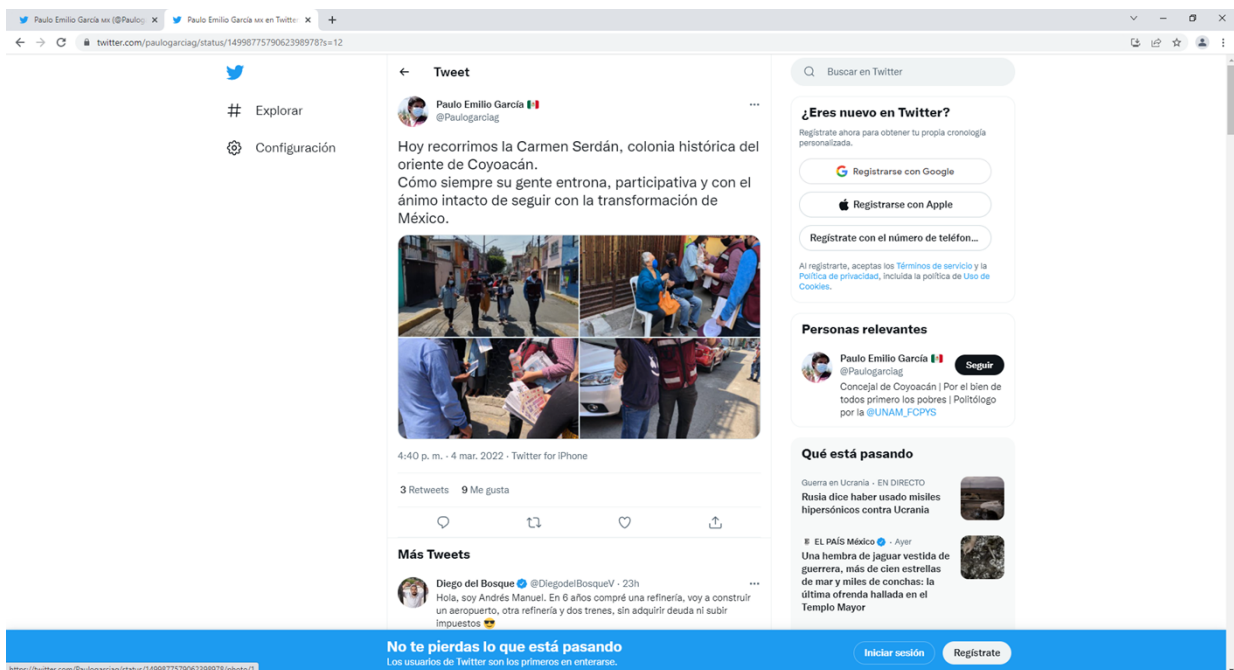 Paulo Emilio García MX (@Paulog
Paulo Emilio García MX en Twitter
twitter.com/paulogarciag/status/1499877579062398978?s=12
Explorar
Configuración
Tweet
Paulo Emilio García
@Paulogarciag
Hoy recorrimos la Carmen Serdán, colonia histórica del
oriente de Coyoacán.
Cómo siempre su gente entrona, participativa y con el
ánimo intacto de seguir con la transformación de
México.
4:40 p. m. · 4 mar. 2022 · Twitter for iPhone
3 Retweets 9 Me gusta
Más Tweets
Diego del Bosque @DiegodelBosqueV · 23h
Hola, soy Andrés Manuel. En 6 años compré una refinería, voy a construir
un aeropuerto, otra refinería y dos trenes, sin adquirir deuda ni subir
impuestos 😎
Buscar en Twitter
¿Eres nuevo en Twitter?
Regístrate ahora para obtener tu propia cronología
personalizada.
Registrarse con Google
Registrarse con Apple
Regístrate con el número de teléfon...
Al registrarte, aceptas los Términos de servicio y la
Política de privacidad, incluida la política de Uso de
Cookies.
Personas relevantes
Paulo Emilio García
@Paulogarciag
Seguir
Concejal de Coyoacán | Por el bien de
todos primero los pobres | Politólogo
por la @UNAM_FCPYS
Qué está pasando
Guerra en Ucrania · EN DIRECTO
Rusia dice haber usado misiles
hipersónicos contra Ucrania
EL PAÍS México · Ayer
Una hembra de jaguar vestida de
guerrera, más de cien estrellas
de mar y miles de conchas: la
última ofrenda hallada en el
Templo Mayor
No te pierdas lo que está pasando
Los usuarios de Twitter son los primeros en enterarse.
Iniciar sesión
Regístrate
https://twitter.com/Paulogarciag/status/1499877579062398978/photo/1